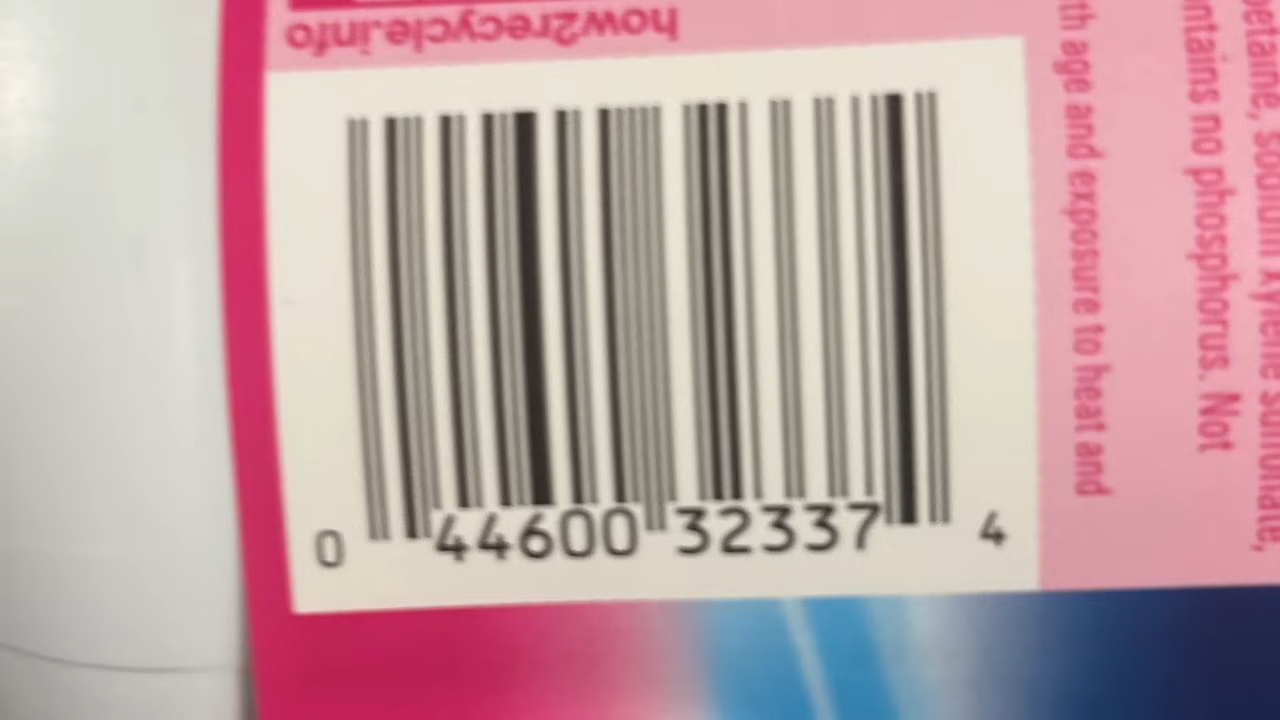 how2recycle.info
0 44600 32337 4
th age and exposure to heat and
ntains no phosphorus. Not
betaine, sodium xylene sulfonate,